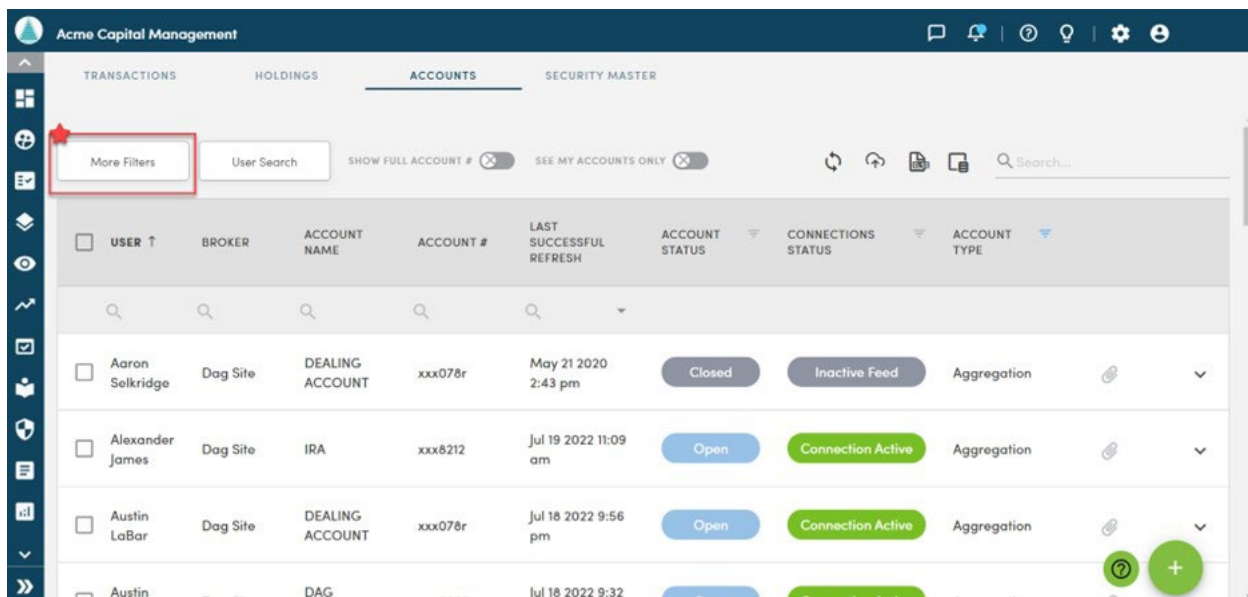 Acme Capital Management
TRANSACTIONS HOLDINGS ACCOUNTS SECURITY MASTER
More Filters User Search SHOW FULL ACCOUNT # SEE MY ACCOUNTS ONLY Search...
USER ↑ BROKER ACCOUNT NAME ACCOUNT # LAST SUCCESSFUL REFRESH ACCOUNT STATUS CONNECTIONS STATUS ACCOUNT TYPE
Aaron Selkridge Dag Site DEALING ACCOUNT xxx078r May 21 2020 2:43 pm Closed Inactive Feed Aggregation
Alexander James Dag Site IRA xxx8212 Jul 19 2022 11:09 am Open Connection Active Aggregation
Austin LaBar Dag Site DEALING ACCOUNT xxx078r Jul 18 2022 9:56 pm Open Connection Active Aggregation
Austin DAG Jul 18 2022 9:32